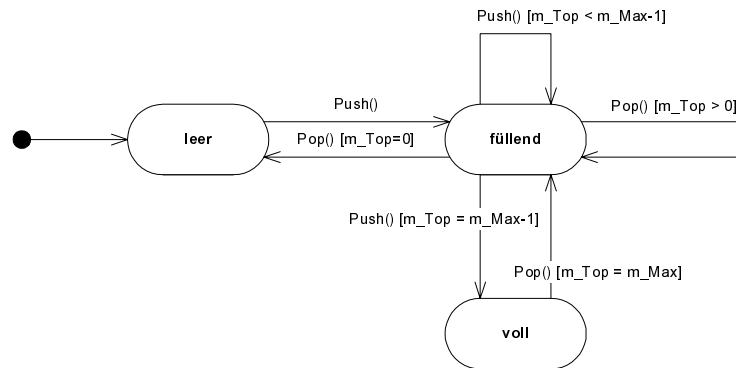 Push() [m_Top < m_Max-1]
Push()
Pop() [m_Top > 0]
leer
Pop() [m_Top=0]
füllend
Push() [m_Top = m_Max-1]
Pop() [m_Top = m_Max]
voll